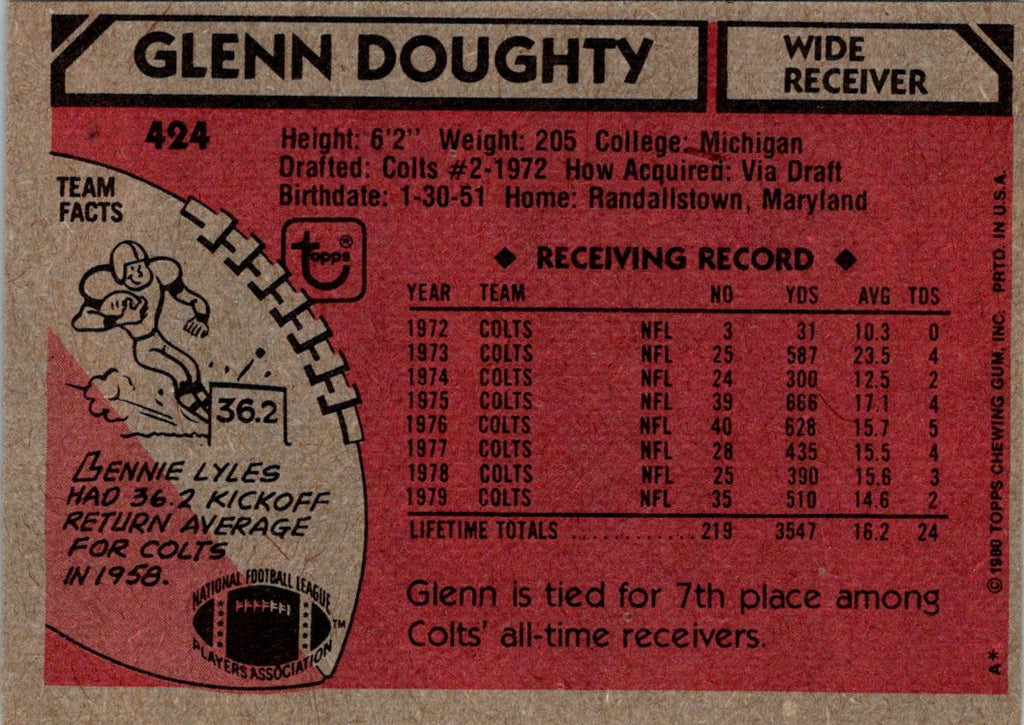 GLENN DOUGHTY
WIDE
RECEIVER
424
Height: 6'2" Weight: 205 College: Michigan
Drafted: Colts #2-1972 How Acquired: Via Draft
Birthdate: 1-30-51 Home: Randallstown, Maryland
TEAM
FACTS
topps®
36.2
LENNIE LYLES
HAD 36.2 KICKOFF
RETURN AVERAGE
FOR COLTS
IN 1958.
NATIONAL FOOTBALL LEAGUE
PLAYERS ASSOCIATION
TM
◆ RECEIVING RECORD ◆
YEAR TEAM NO YDS AVG TDS
1972 COLTS NFL 3 31 10.3 0
1973 COLTS NFL 25 587 23.5 4
1974 COLTS NFL 24 300 12.5 2
1975 COLTS NFL 39 666 17.1 4
1976 COLTS NFL 40 628 15.7 5
1977 COLTS NFL 28 435 15.5 4
1978 COLTS NFL 25 390 15.6 3
1979 COLTS NFL 35 510 14.6 2
LIFETIME TOTALS ............ 219 3547 16.2 24
Glenn is tied for 7th place among
Colts' all-time receivers.
©1980 TOPPS CHEWING GUM, INC. PRTD. IN U.S.A.
A*